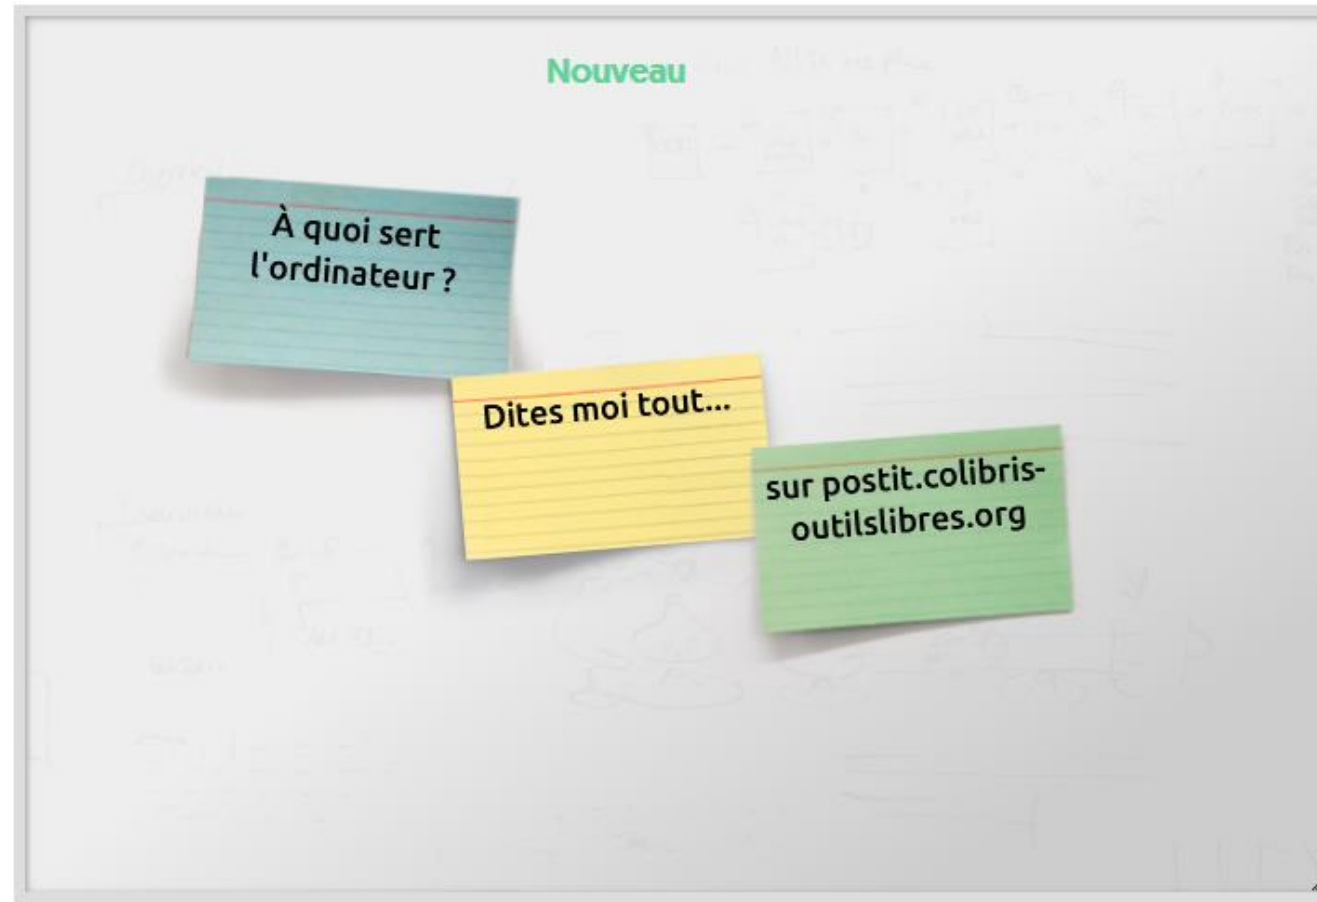 Nouveau
À quoi sert
l'ordinateur ?
Dites moi tout...
sur postit.colibris-
outilslibres.org